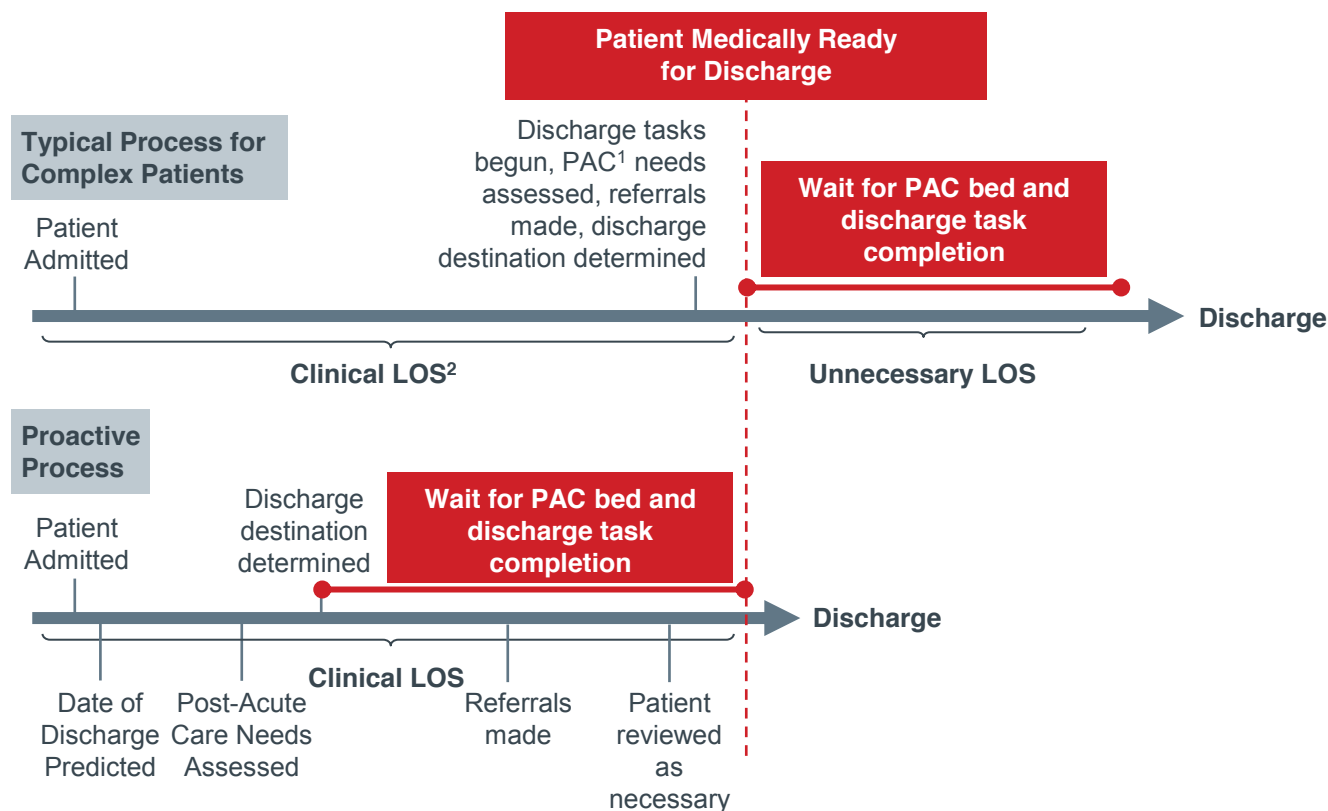 Patient Medically Ready
for Discharge
Typical Process for
Complex Patients
Patient
Admitted
Discharge tasks
begun, PAC¹ needs
assessed, referrals
made, discharge
destination determined
Wait for PAC bed and
discharge task
completion
Discharge
Clinical LOS²
Unnecessary LOS
Proactive
Process
Patient
Admitted
Discharge
destination
determined
Wait for PAC bed and
discharge task
completion
Discharge
Clinical LOS
Date of
Discharge
Predicted
Post-Acute
Care Needs
Assessed
Referrals
made
Patient
reviewed
as
necessary